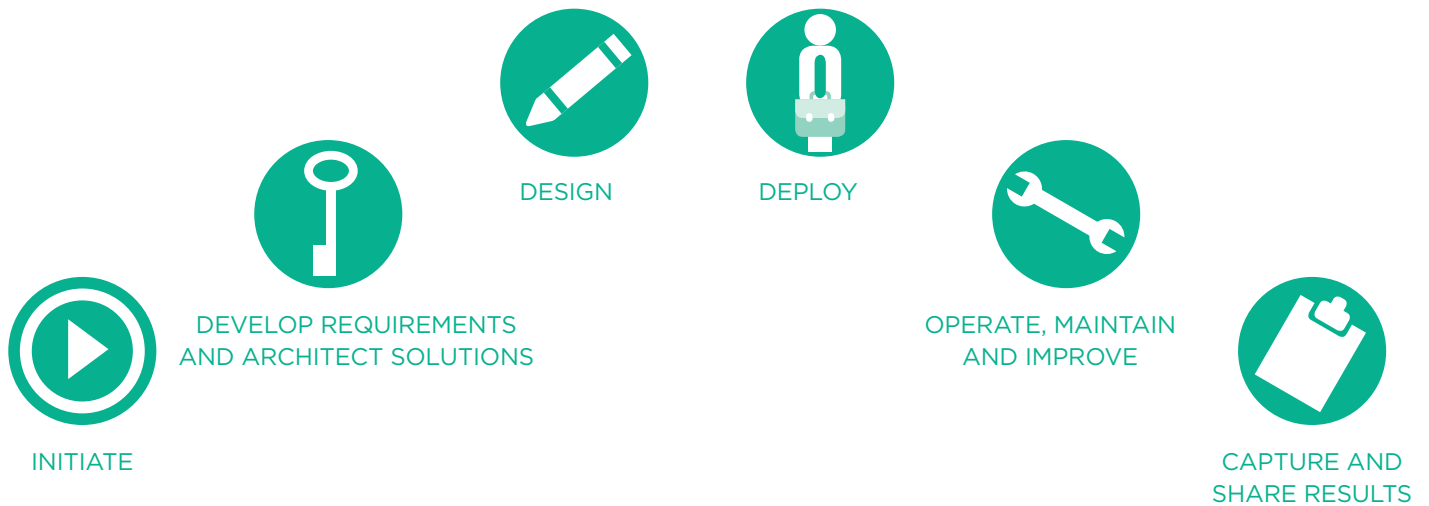 INITIATE
DEVELOP REQUIREMENTS
AND ARCHITECT SOLUTIONS
DESIGN
DEPLOY
OPERATE, MAINTAIN
AND IMPROVE
CAPTURE AND
SHARE RESULTS